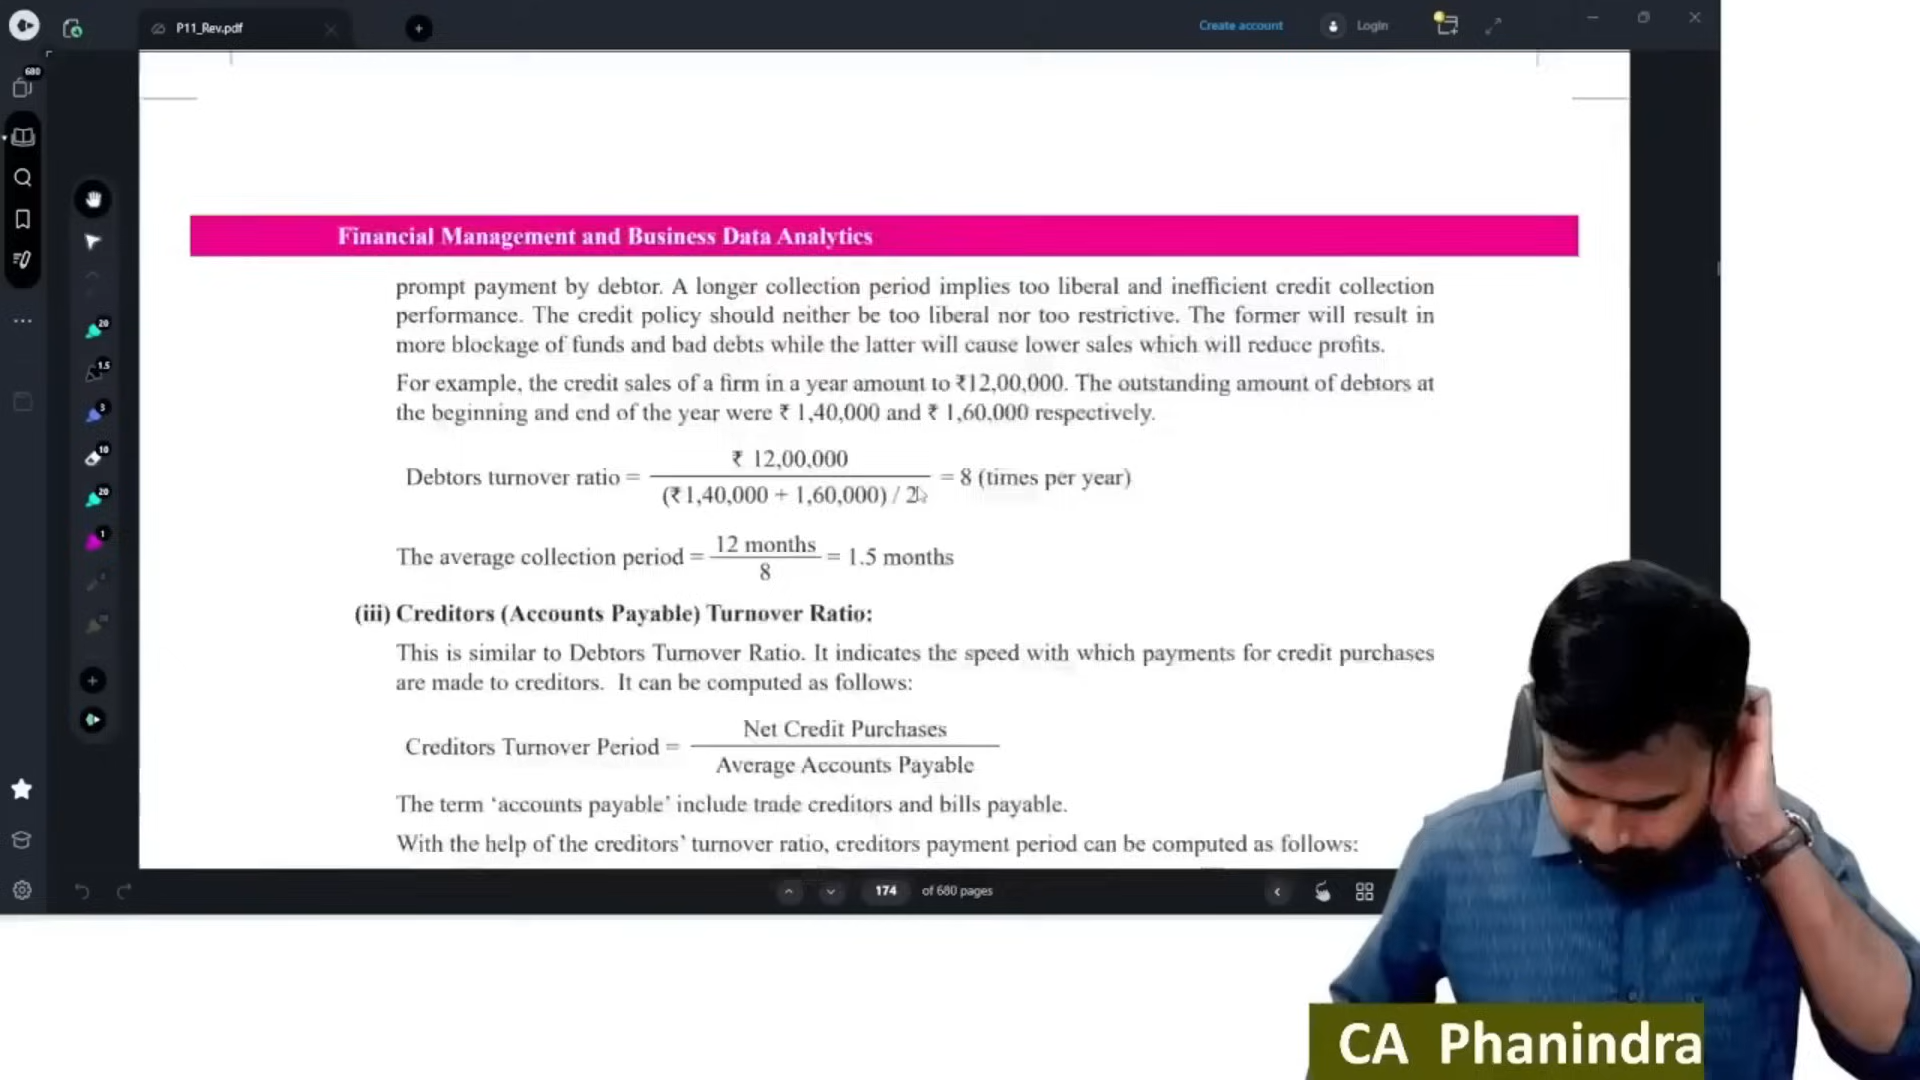 680
P11_Rev.pdf
Create account
Login
20
1.5
3
10
20
1
Financial Management and Business Data Analytics
prompt payment by debtor. A longer collection period implies too liberal and inefficient credit collection
performance. The credit policy should neither be too liberal nor too restrictive. The former will result in
more blockage of funds and bad debts while the latter will cause lower sales which will reduce profits.
For example, the credit sales of a firm in a year amount to ₹12,00,000. The outstanding amount of debtors at
the beginning and end of the year were ₹ 1,40,000 and ₹ 1,60,000 respectively.
₹ 12,00,000
Debtors turnover ratio = = 8 (times per year)
(₹ 1,40,000 + 1,60,000) / 2
12 months
The average collection period = = 1.5 months
8
(iii) Creditors (Accounts Payable) Turnover Ratio:
This is similar to Debtors Turnover Ratio. It indicates the speed with which payments for credit purchases
are made to creditors. It can be computed as follows:
Net Credit Purchases
Creditors Turnover Period =
Average Accounts Payable
The term ‘accounts payable’ include trade creditors and bills payable.
With the help of the creditors’ turnover ratio, creditors payment period can be computed as follows:
174 of 680 pages
CA Phanindra